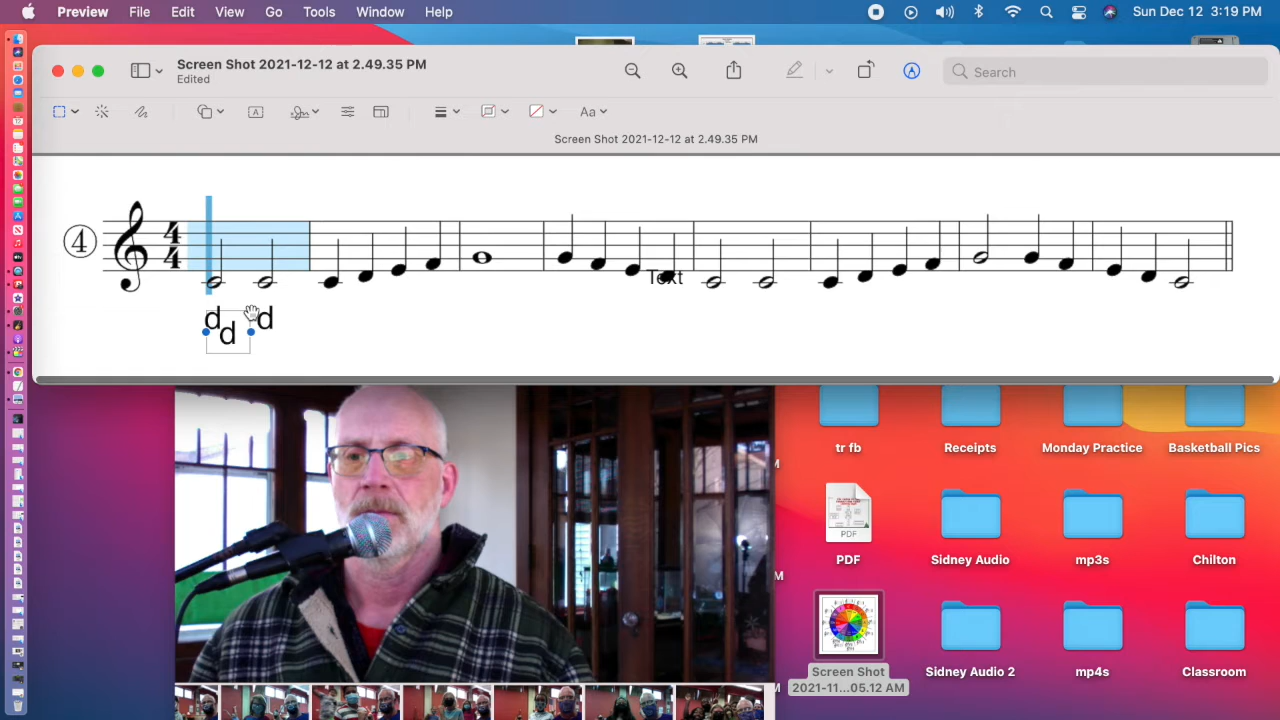 Preview File Edit View Go Tools Window Help Sun Dec 12 3:19 PM
Screen Shot 2021-12-12 at 2.49.35 PM
Edited
Search
A Aa
Screen Shot 2021-12-12 at 2.49.35 PM
4 4 4
Text
d d d
tr fb Receipts Monday Practice Basketball Pics
PDF
PDF Sidney Audio mp3s Chilton
Screen Shot
2021-11...05.12 AM
Sidney Audio 2 mp4s Classroom